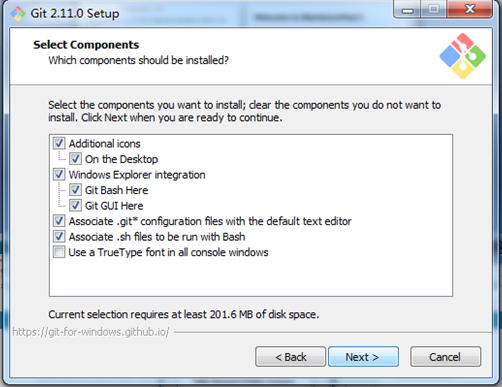 Git 2.11.0 Setup
Select Components
Which components should be installed?
Select the components you want to install; clear the components you do not want to
install. Click Next when you are ready to continue.
Additional icons
On the Desktop
Windows Explorer integration
Git Bash Here
Git GUI Here
Associate .git* configuration files with the default text editor
Associate .sh files to be run with Bash
Use a TrueType font in all console windows
Current selection requires at least 201.6 MB of disk space.
https://git-for-windows.github.io/
< Back
Next >
Cancel